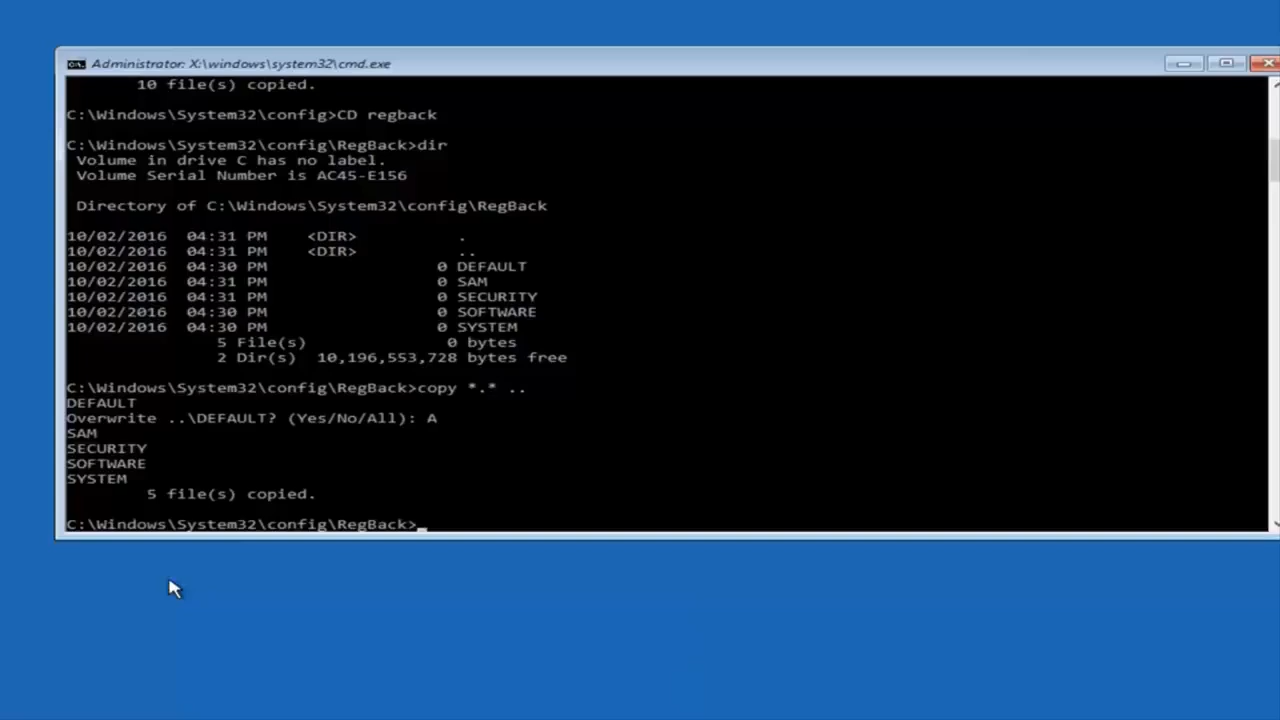 Administrator: X:\windows\system32\cmd.exe
10 file(s) copied.
C:\Windows\System32\config>CD regback
C:\Windows\System32\config\RegBack>dir
Volume in drive C has no label.
Volume Serial Number is AC45-E156
Directory of C:\Windows\System32\config\RegBack
10/02/2016 04:31 PM <DIR> .
10/02/2016 04:31 PM <DIR> ..
10/02/2016 04:30 PM 0 DEFAULT
10/02/2016 04:31 PM 0 SAM
10/02/2016 04:31 PM 0 SECURITY
10/02/2016 04:30 PM 0 SOFTWARE
10/02/2016 04:30 PM 0 SYSTEM
5 File(s) 0 bytes
2 Dir(s) 10,196,553,728 bytes free
C:\Windows\System32\config\RegBack>copy *.* ..
DEFAULT
Overwrite ..\DEFAULT? (Yes/No/All): A
SAM
SECURITY
SOFTWARE
SYSTEM
5 file(s) copied.
C:\Windows\System32\config\RegBack>_